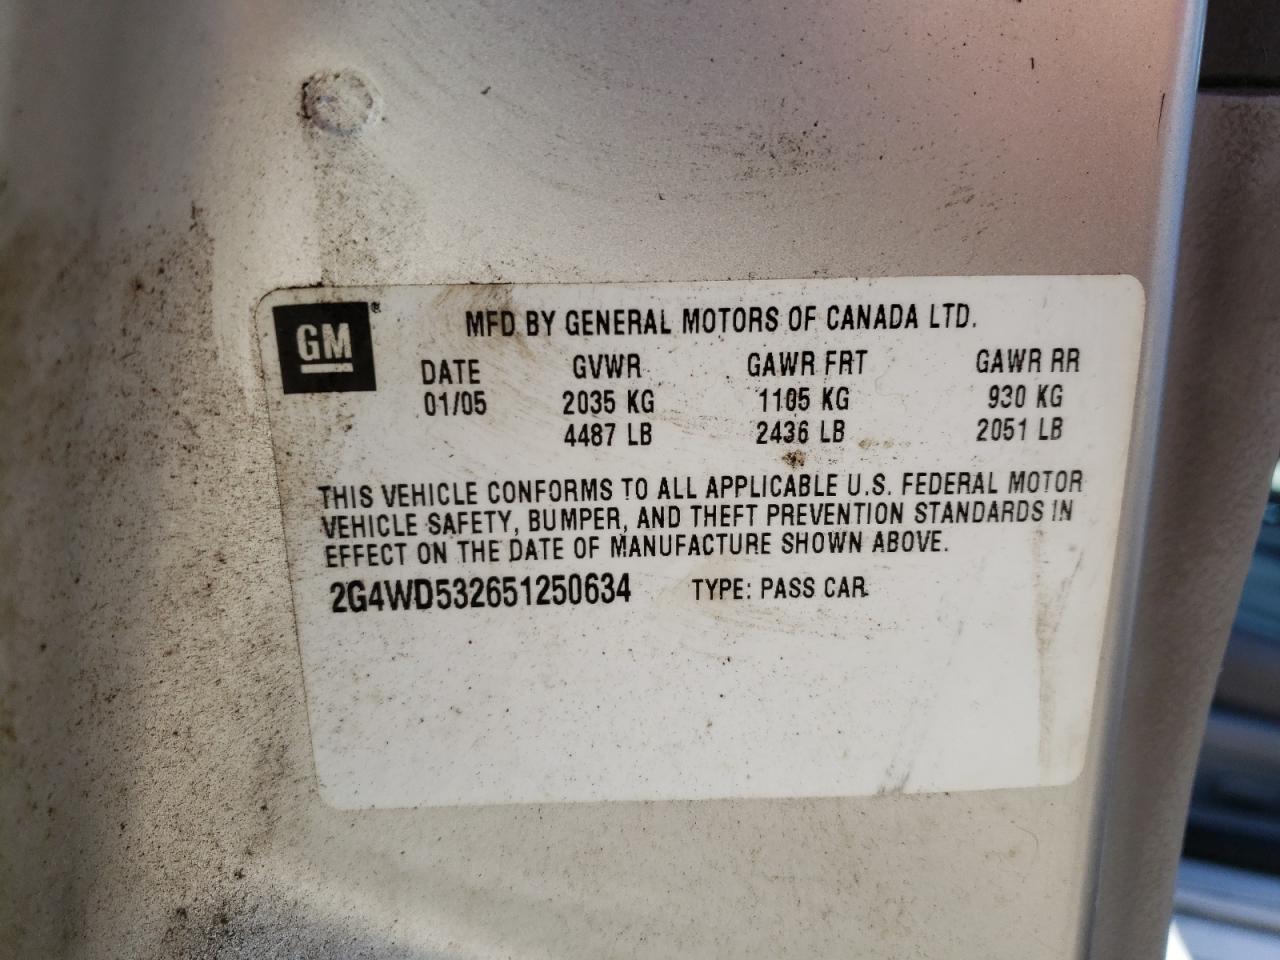 GM®
MFD BY GENERAL MOTORS OF CANADA LTD.
DATE GVWR GAWR FRT GAWR RR
01/05 2035 KG 1105 KG 930 KG
4487 LB 2436 LB 2051 LB
THIS VEHICLE CONFORMS TO ALL APPLICABLE U.S. FEDERAL MOTOR
VEHICLE SAFETY, BUMPER, AND THEFT PREVENTION STANDARDS IN
EFFECT ON THE DATE OF MANUFACTURE SHOWN ABOVE.
2G4WD532651250634 TYPE: PASS CAR